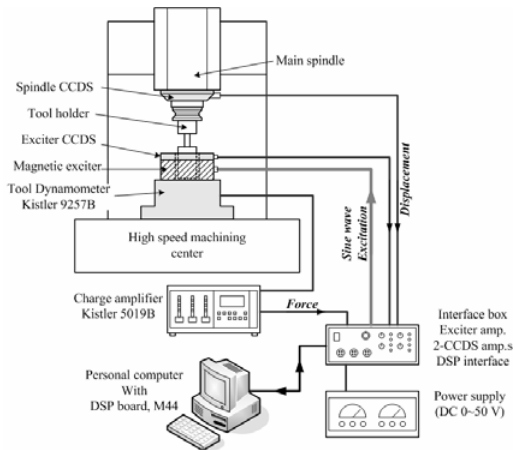 Main spindle
Spindle CCDS
Tool holder
Exciter CCDS
Magnetic exciter
Tool Dynamometer
Kistler 9257B
High speed machining
center
Sine wave
Excitation
Displacement
Charge amplifier
Kistler 5019B
Force
Interface box
Exciter amp.
2-CCDS amp.s
DSP interface
Personal computer
With
DSP board, M44
Power supply
(DC 0~50 V)